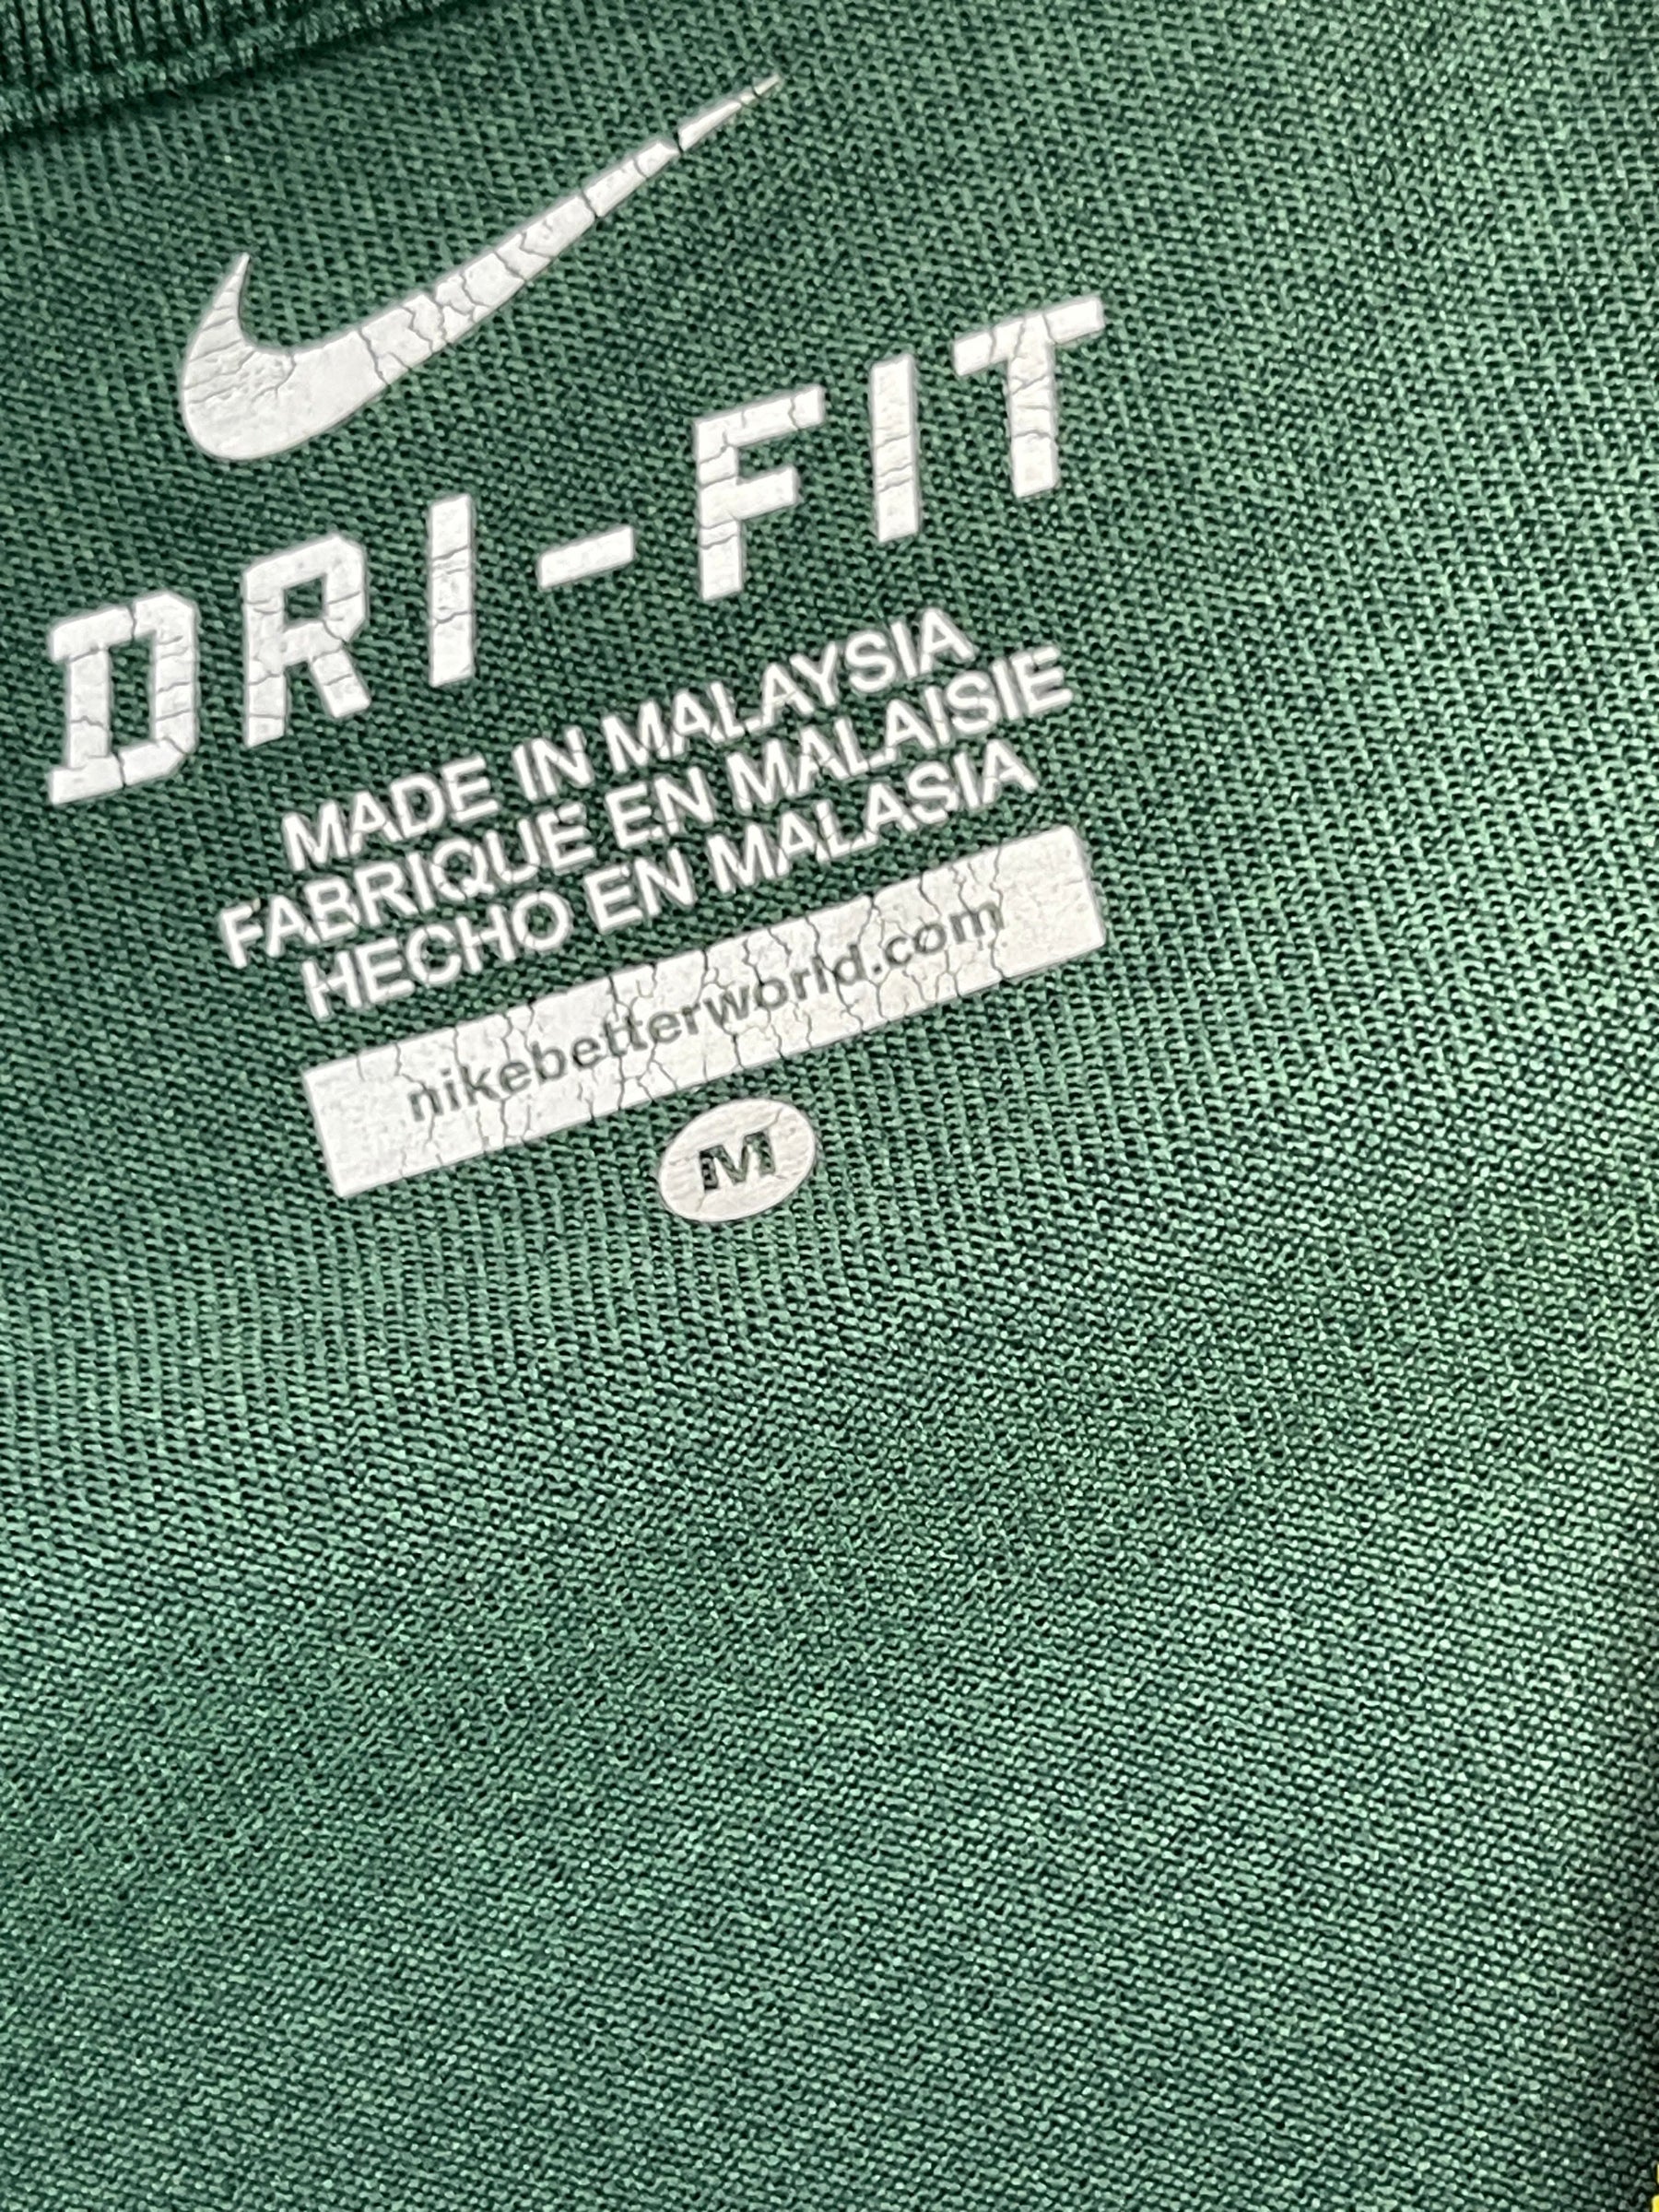 DRI-FIT
MADE IN MALAYSIA
FABRIQUE EN MALAISIE
HECHO EN MALASIA
nikebetterworld.com
M